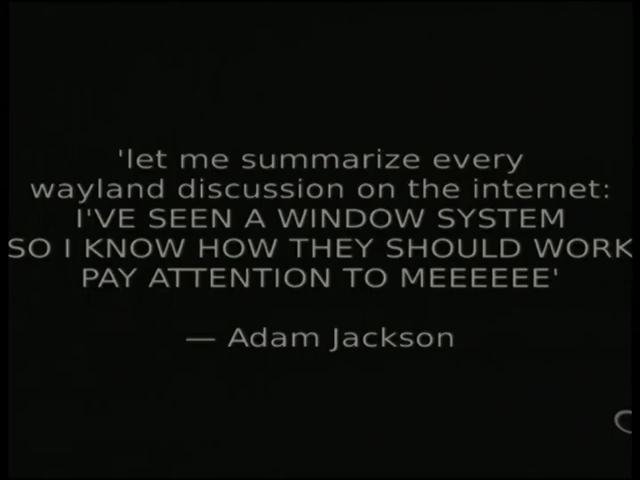 'let me summarize every
wayland discussion on the internet:
I'VE SEEN A WINDOW SYSTEM
SO I KNOW HOW THEY SHOULD WORK
PAY ATTENTION TO MEEEEEE'
— Adam Jackson